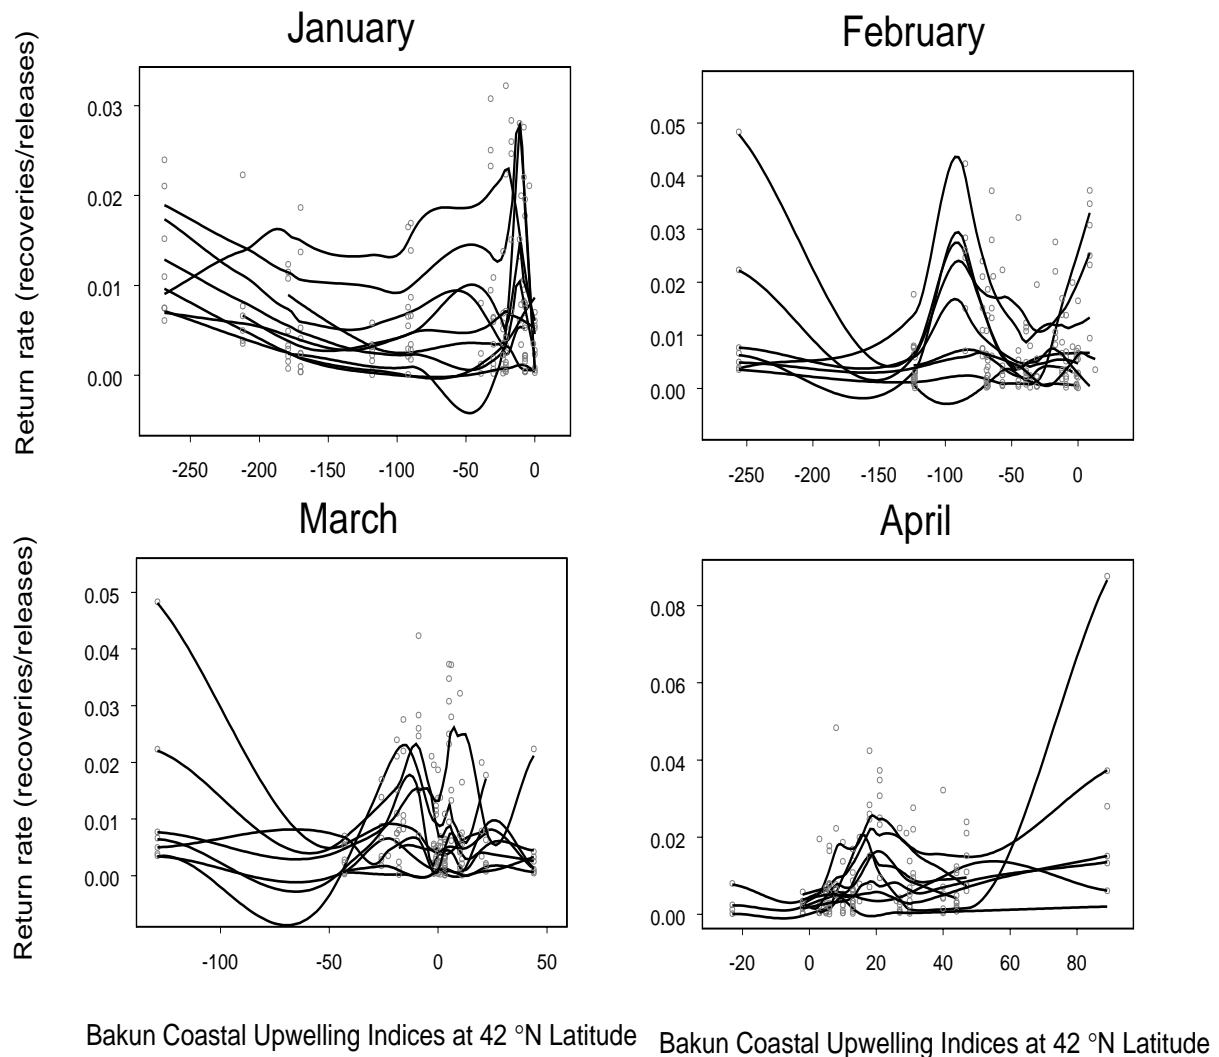 January
February
Return rate (recoveries/releases)
0.03
0.02
0.01
0.00
-250 -200 -150 -100 -50 0
0.05
0.04
0.03
0.02
0.01
0.00
-250 -200 -150 -100 -50 0
March
April
Return rate (recoveries/releases)
0.05
0.04
0.03
0.02
0.01
0.00
-100 -50 0 50
0.08
0.06
0.04
0.02
0.00
-20 0 20 40 60 80
Bakun Coastal Upwelling Indices at 42 °N Latitude
Bakun Coastal Upwelling Indices at 42 °N Latitude